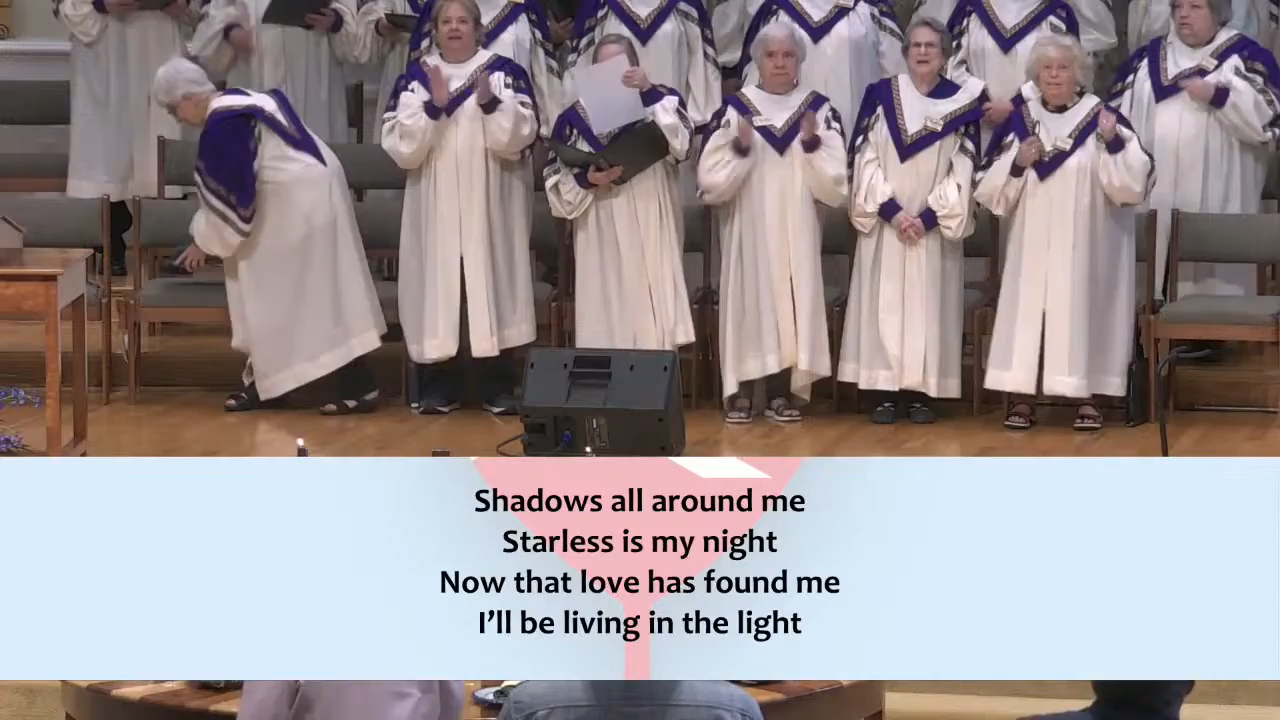 Shadows all around me
Starless is my night
Now that love has found me
I’ll be living in the light